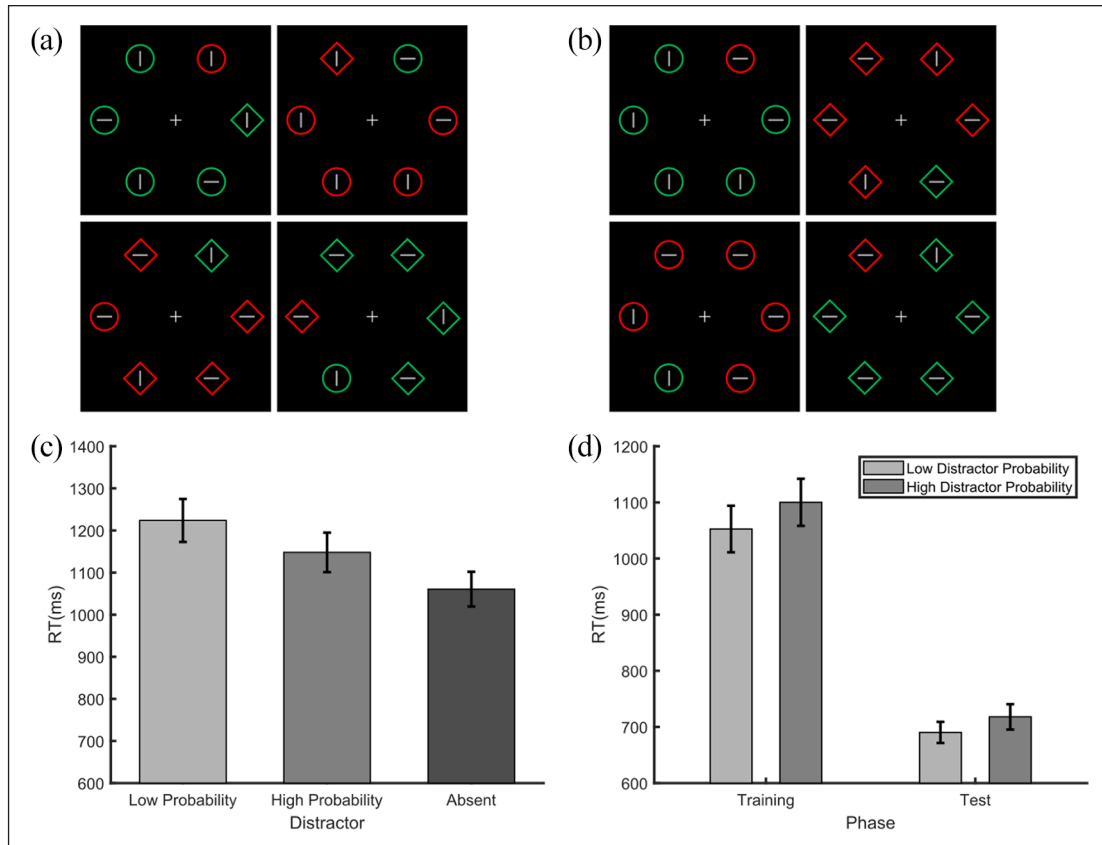 (a)
(b)
(c)
1400
1300
1200
1100
1000
900
800
700
600
RT(ms)
Low Probability High Probability Absent
Distractor
(d)
1200
1100
1000
900
800
700
600
RT(ms)
Low Distractor Probability
High Distractor Probability
Training Test
Phase